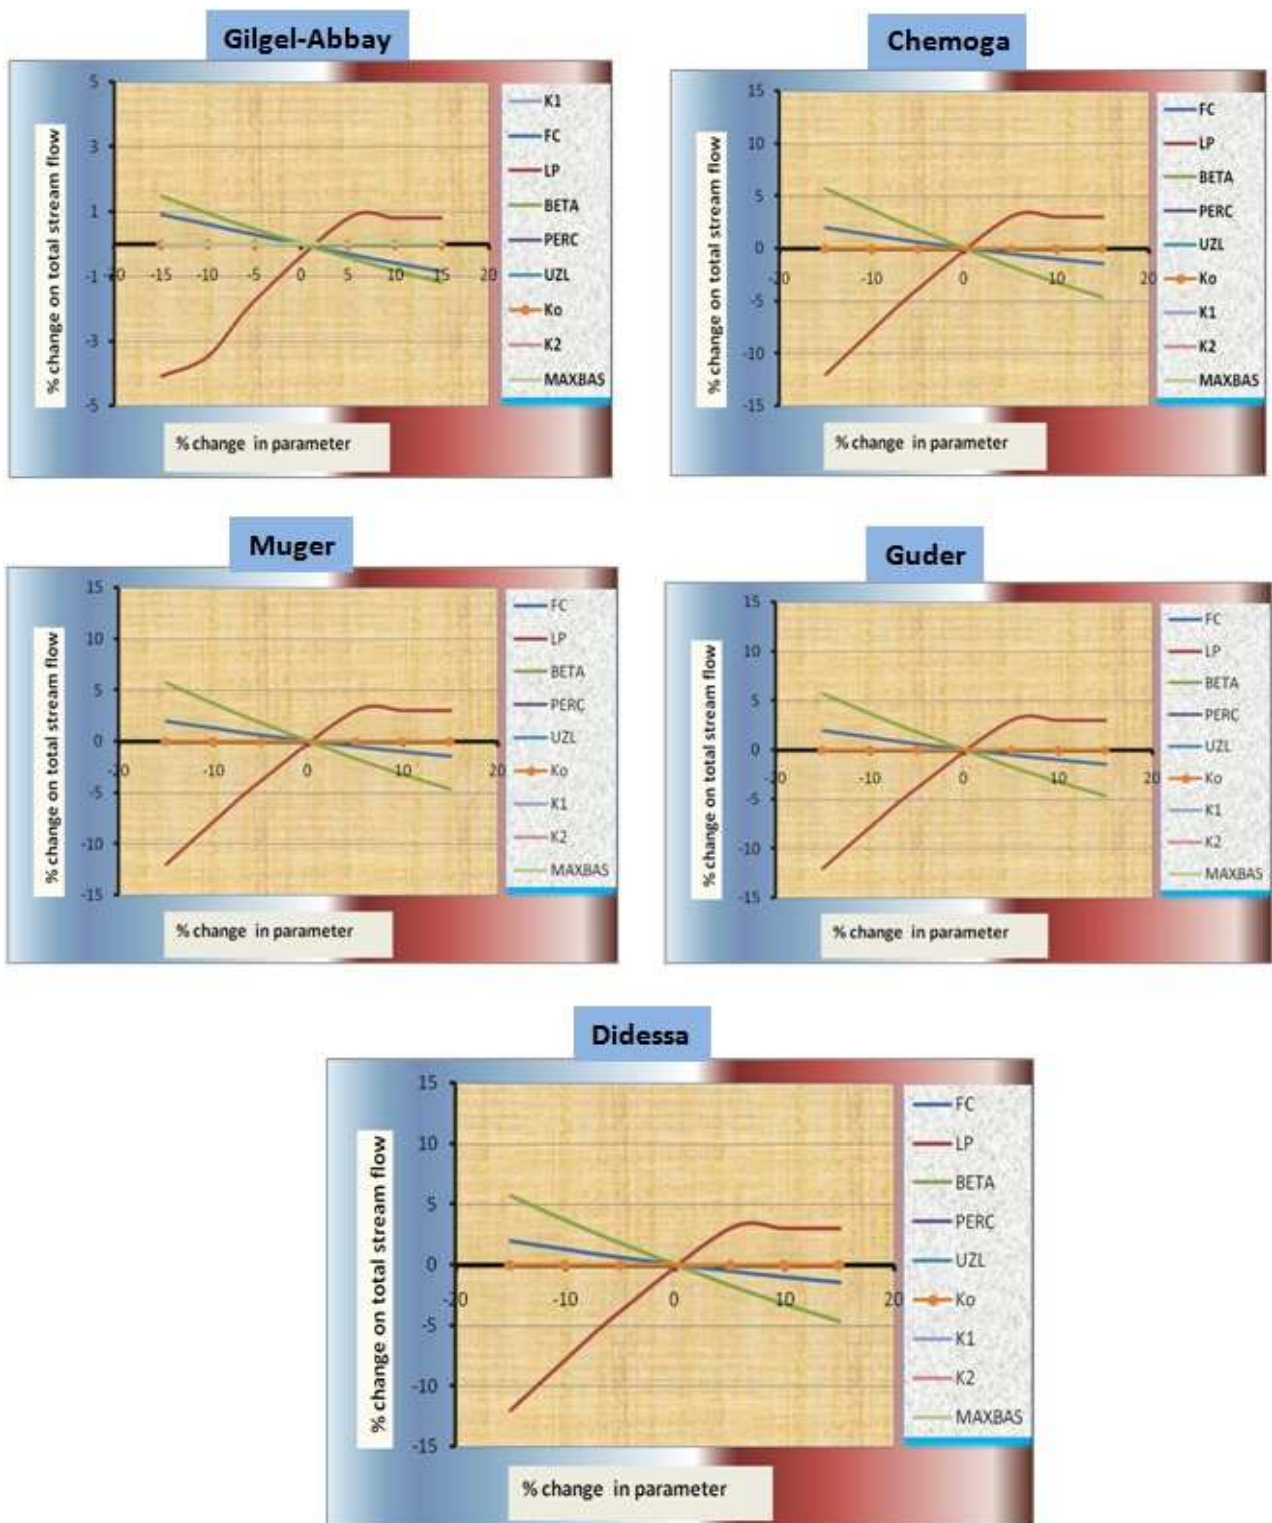 Gilgel-Abbay
% change on total stream flow
5
3
1
-1
-3
-5
-20 -15 -10 -5 0 5 10 15 20
% change in parameter
K1
FC
LP
BETA
PERC
UZL
Ko
K2
MAXBAS
Chemoga
% change on total stream flow
15
10
5
0
-5
-10
-15
-20 -10 0 10 20
% change in parameter
FC
LP
BETA
PERC
UZL
Ko
K1
K2
MAXBAS
Muger
% change on total stream flow
15
10
5
0
-5
-10
-15
-20 -10 0 10 20
% change in parameter
FC
LP
BETA
PERC
UZL
Ko
K1
K2
MAXBAS
Guder
% change on total stream flow
15
10
5
0
-5
-10
-15
-20 -10 0 10 20
% change in parameter
FC
LP
BETA
PERC
UZL
Ko
K1
K2
MAXBAS
Didessa
% change on total stream flow
15
10
5
0
-5
-10
-15
-20 -10 0 10 20
% change in parameter
FC
LP
BETA
PERC
UZL
Ko
K1
K2
MAXBAS